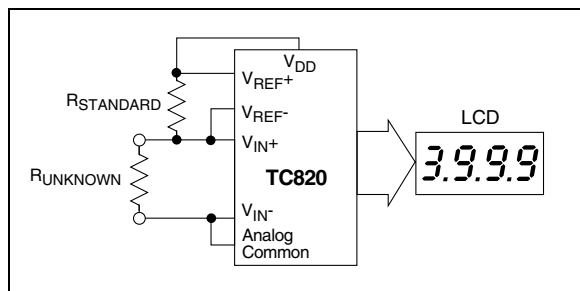 VDD
VREF+
RSTANDARD
VREF-
LCD
VIN+
3.9.9.9
TC820
RUNKNOWN
VIN-
Analog
Common